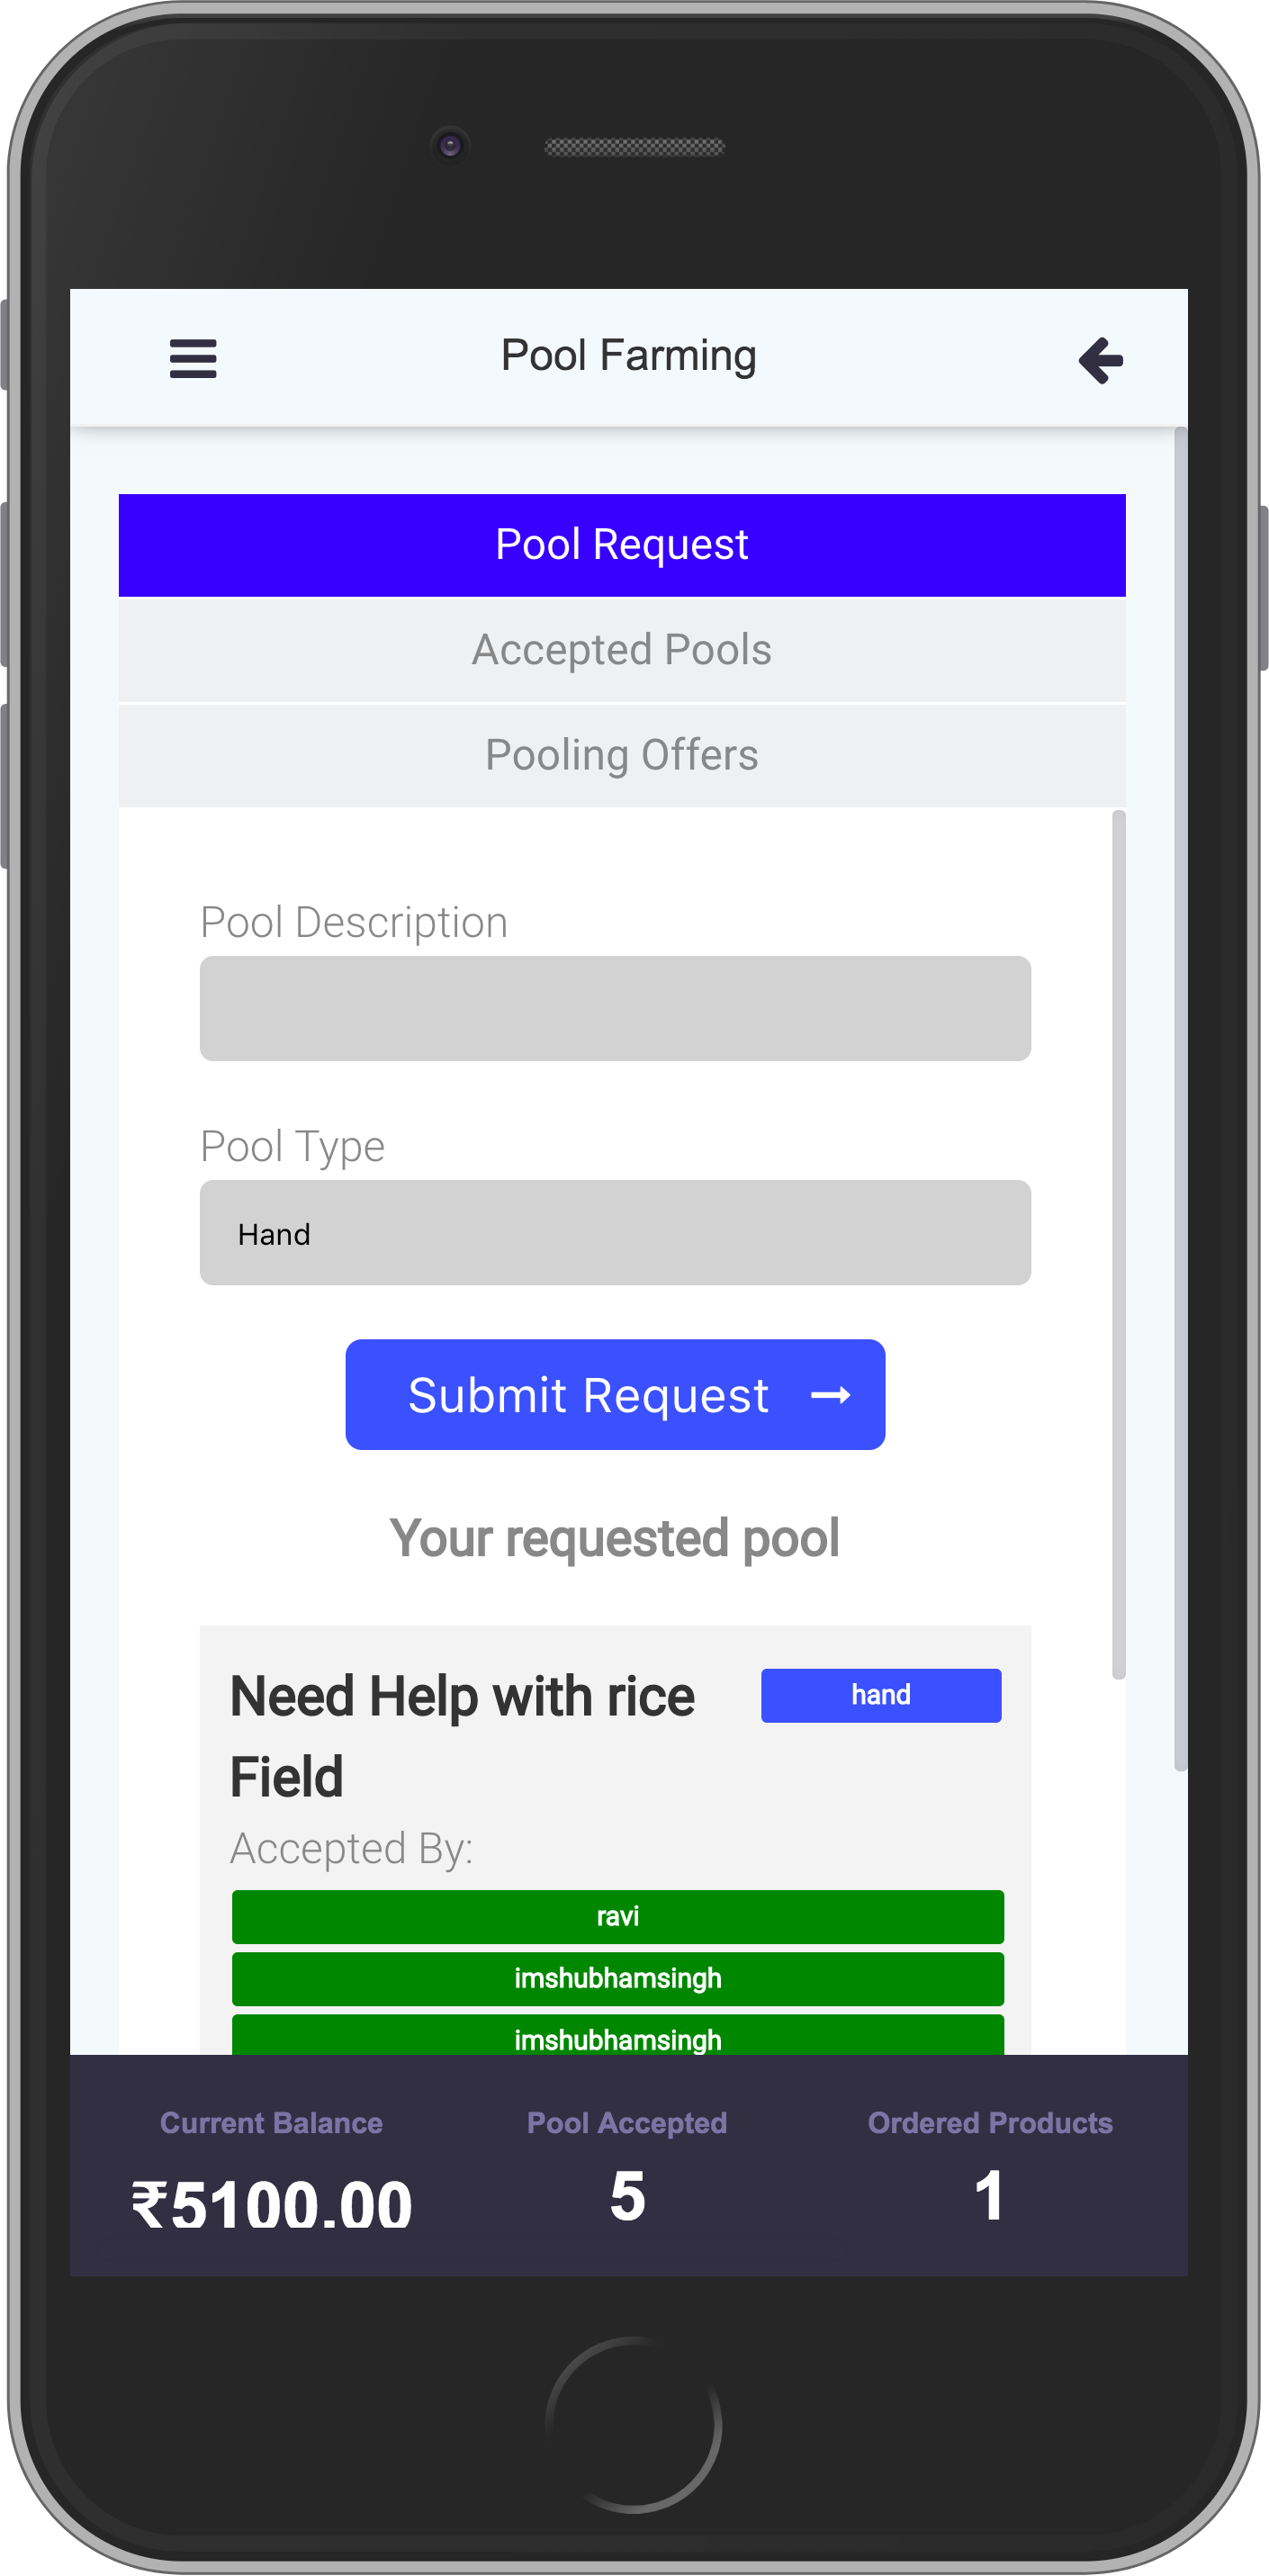 Pool Farming
Pool Request
Accepted Pools
Pooling Offers
Pool Description
Pool Type
Hand
Submit Request
Your requested pool
Need Help with rice
hand
Field
Accepted By:
ravi
imshubhamsingh
imshubhamsingh
Current Balance
Pool Accepted
Ordered Products
₹5100.00
5
1